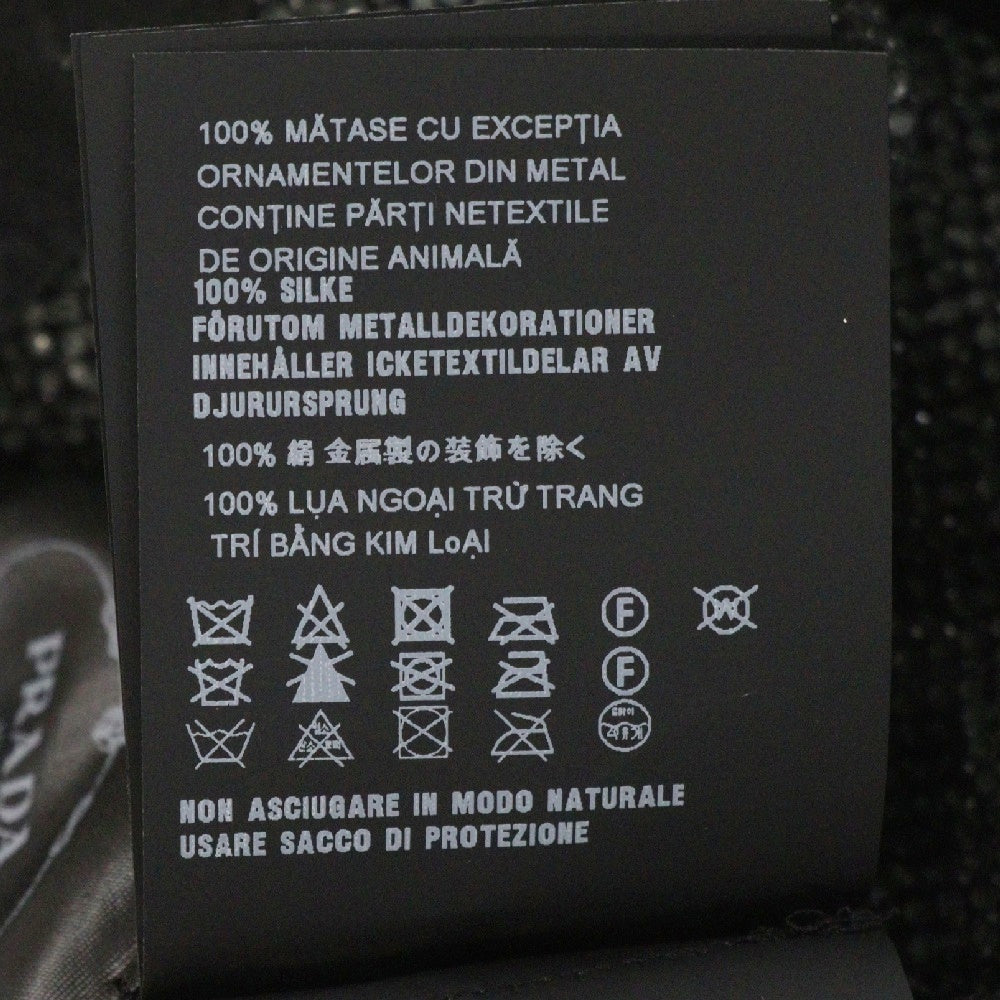 100% MĂTASE CU EXCEPȚIA
ORNAMENTELOR DIN METAL
CONȚINE PĂRȚI NETEXTILE
DE ORIGINE ANIMALĂ
100% SILKE
FÖRUTOM METALLDEKORATIONER
INNEHÅLLER ICKETEXTILDELAR AV
DJURURSPRUNG
100% 絹 金属製の装飾を除く
100% LỤA NGOẠI TRỪ TRANG
TRÍ BẰNG KIM LoẠI
F
W
F
NON ASCIUGARE IN MODO NATURALE
USARE SACCO DI PROTEZIONE
PRADA